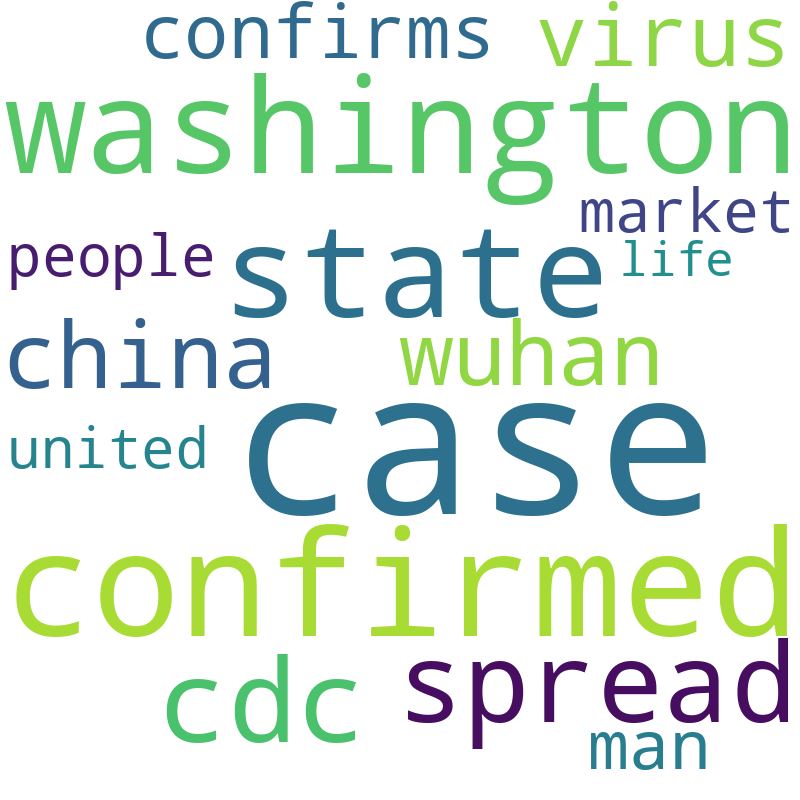 confirms virus
washington
market
people state life
china wuhan
united case
confirmed
cdc spread
man